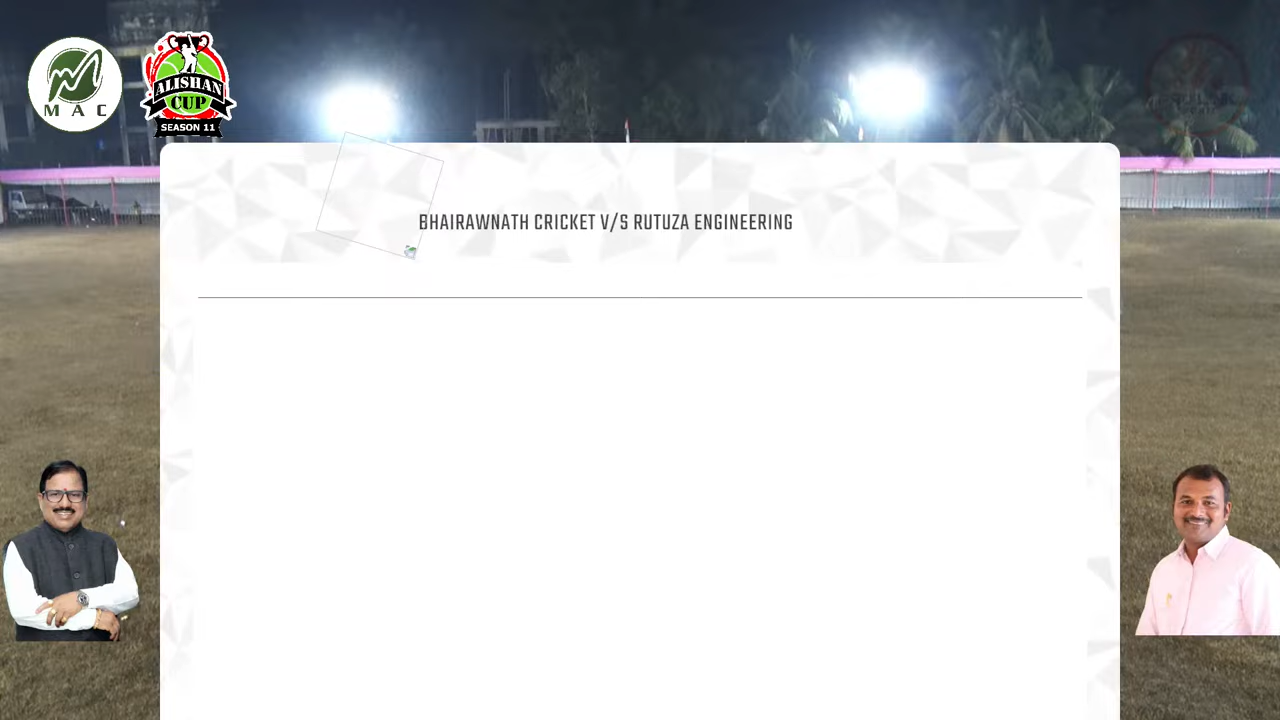 MAC
ALISHAN
CUP
SEASON 11
BHAIRAWNATH CRICKET V/S RUTUZA ENGINEERING